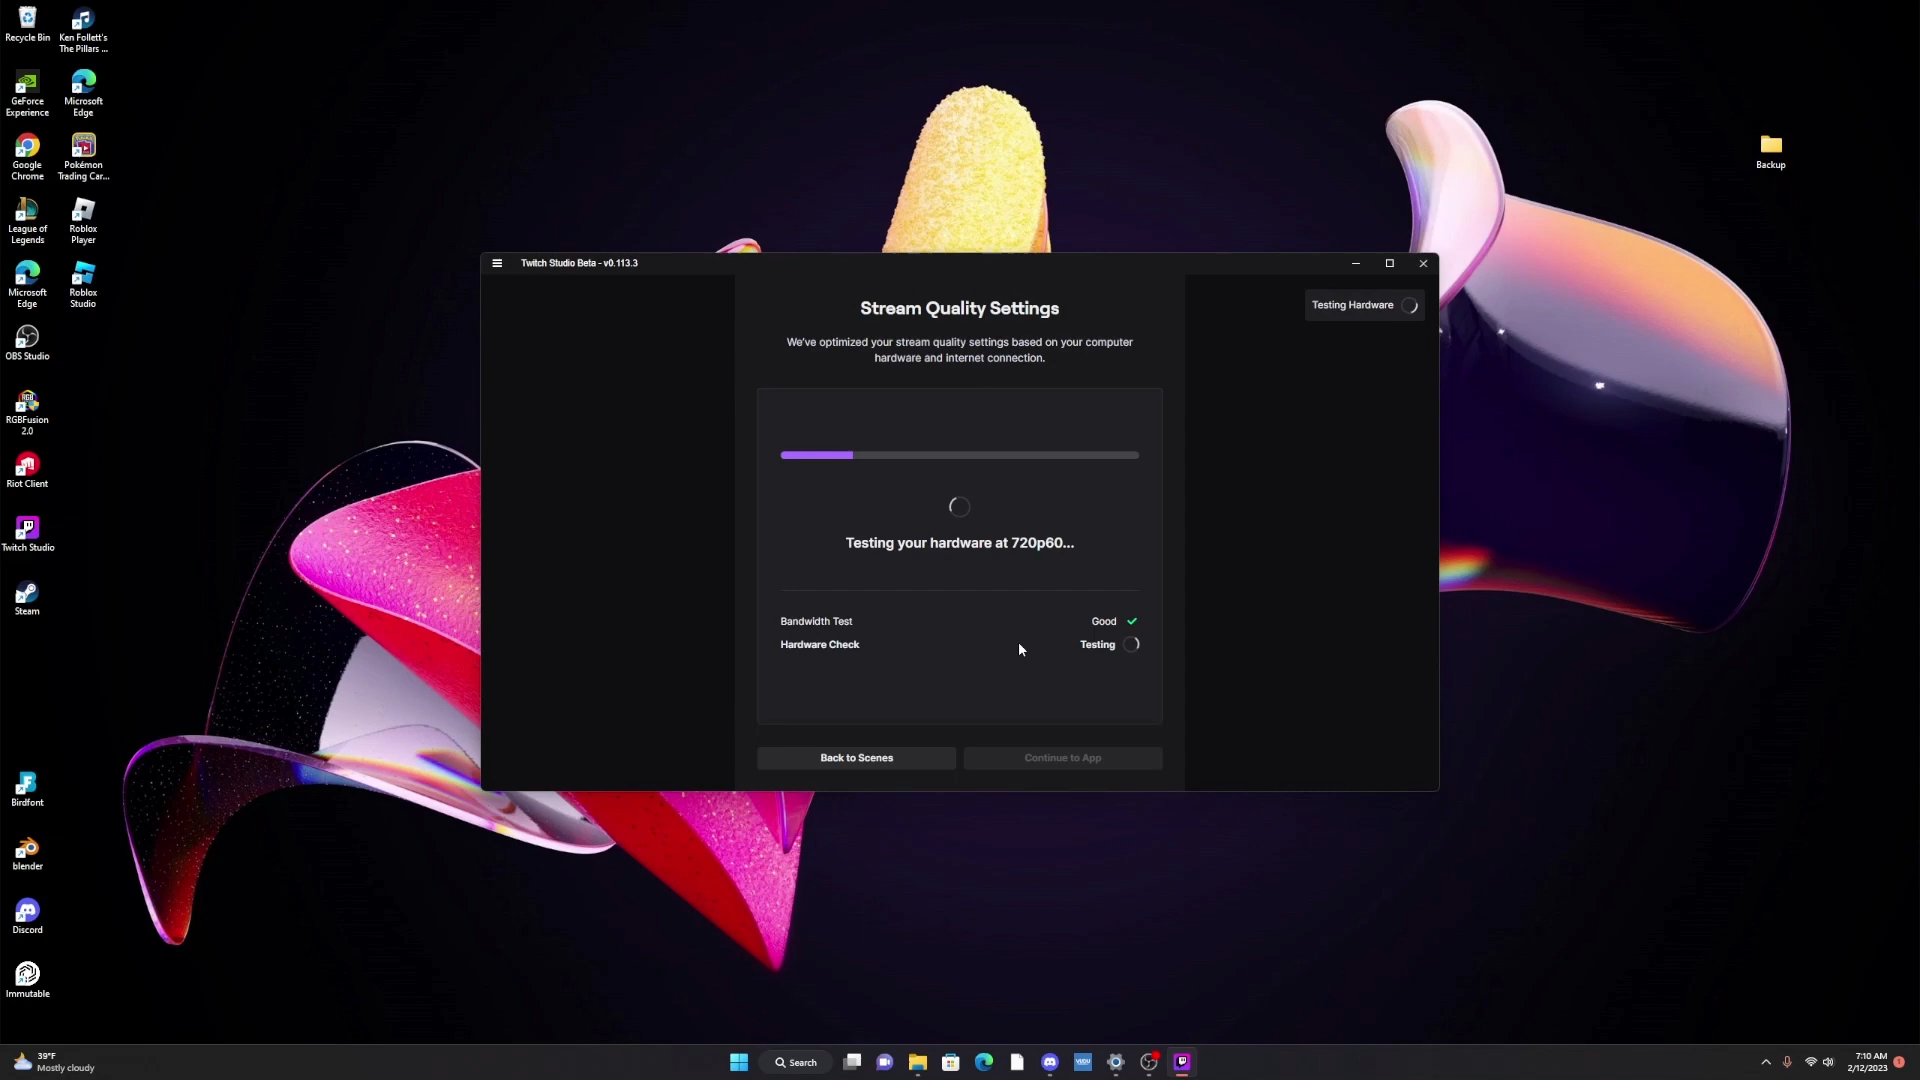 Recycle Bin
Ken Follett's
The Pillars ...
GeForce
Experience
Microsoft
Edge
Google
Chrome
Pokémon
Trading Car...
League of
Legends
Roblox
Player
Microsoft
Edge
Roblox
Studio
OBS Studio
RGB
RGBFusion
2.0
Riot Client
Twitch Studio
Steam
Birdfont
blender
Discord
Immutable
Backup
Twitch Studio Beta - v0.113.3
Testing Hardware
Stream Quality Settings
We've optimized your stream quality settings based on your computer
hardware and internet connection.
Testing your hardware at 720p60...
Bandwidth Test Good
Hardware Check Testing
Back to Scenes Continue to App
39°F
Mostly cloudy
Search
VUDU
7:10 AM
2/12/2023
1